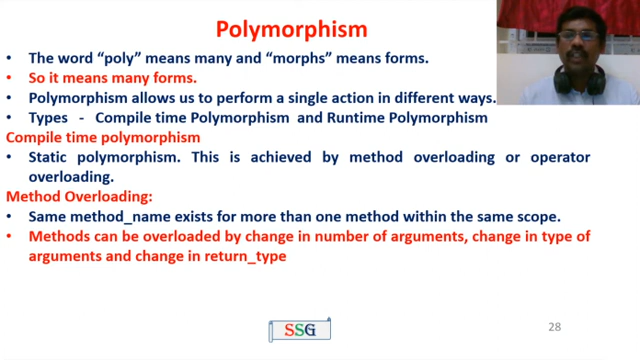 Polymorphism
• The word “poly” means many and “morphs” means forms.
• So it means many forms.
• Polymorphism allows us to perform a single action in different ways.
• Types - Compile time Polymorphism and Runtime Polymorphism
Compile time polymorphism
• Static polymorphism. This is achieved by method overloading or operator
overloading.
Method Overloading:
• Same method_name exists for more than one method within the same scope.
• Methods can be overloaded by change in number of arguments, change in type of
arguments and change in return_type
SSG
28